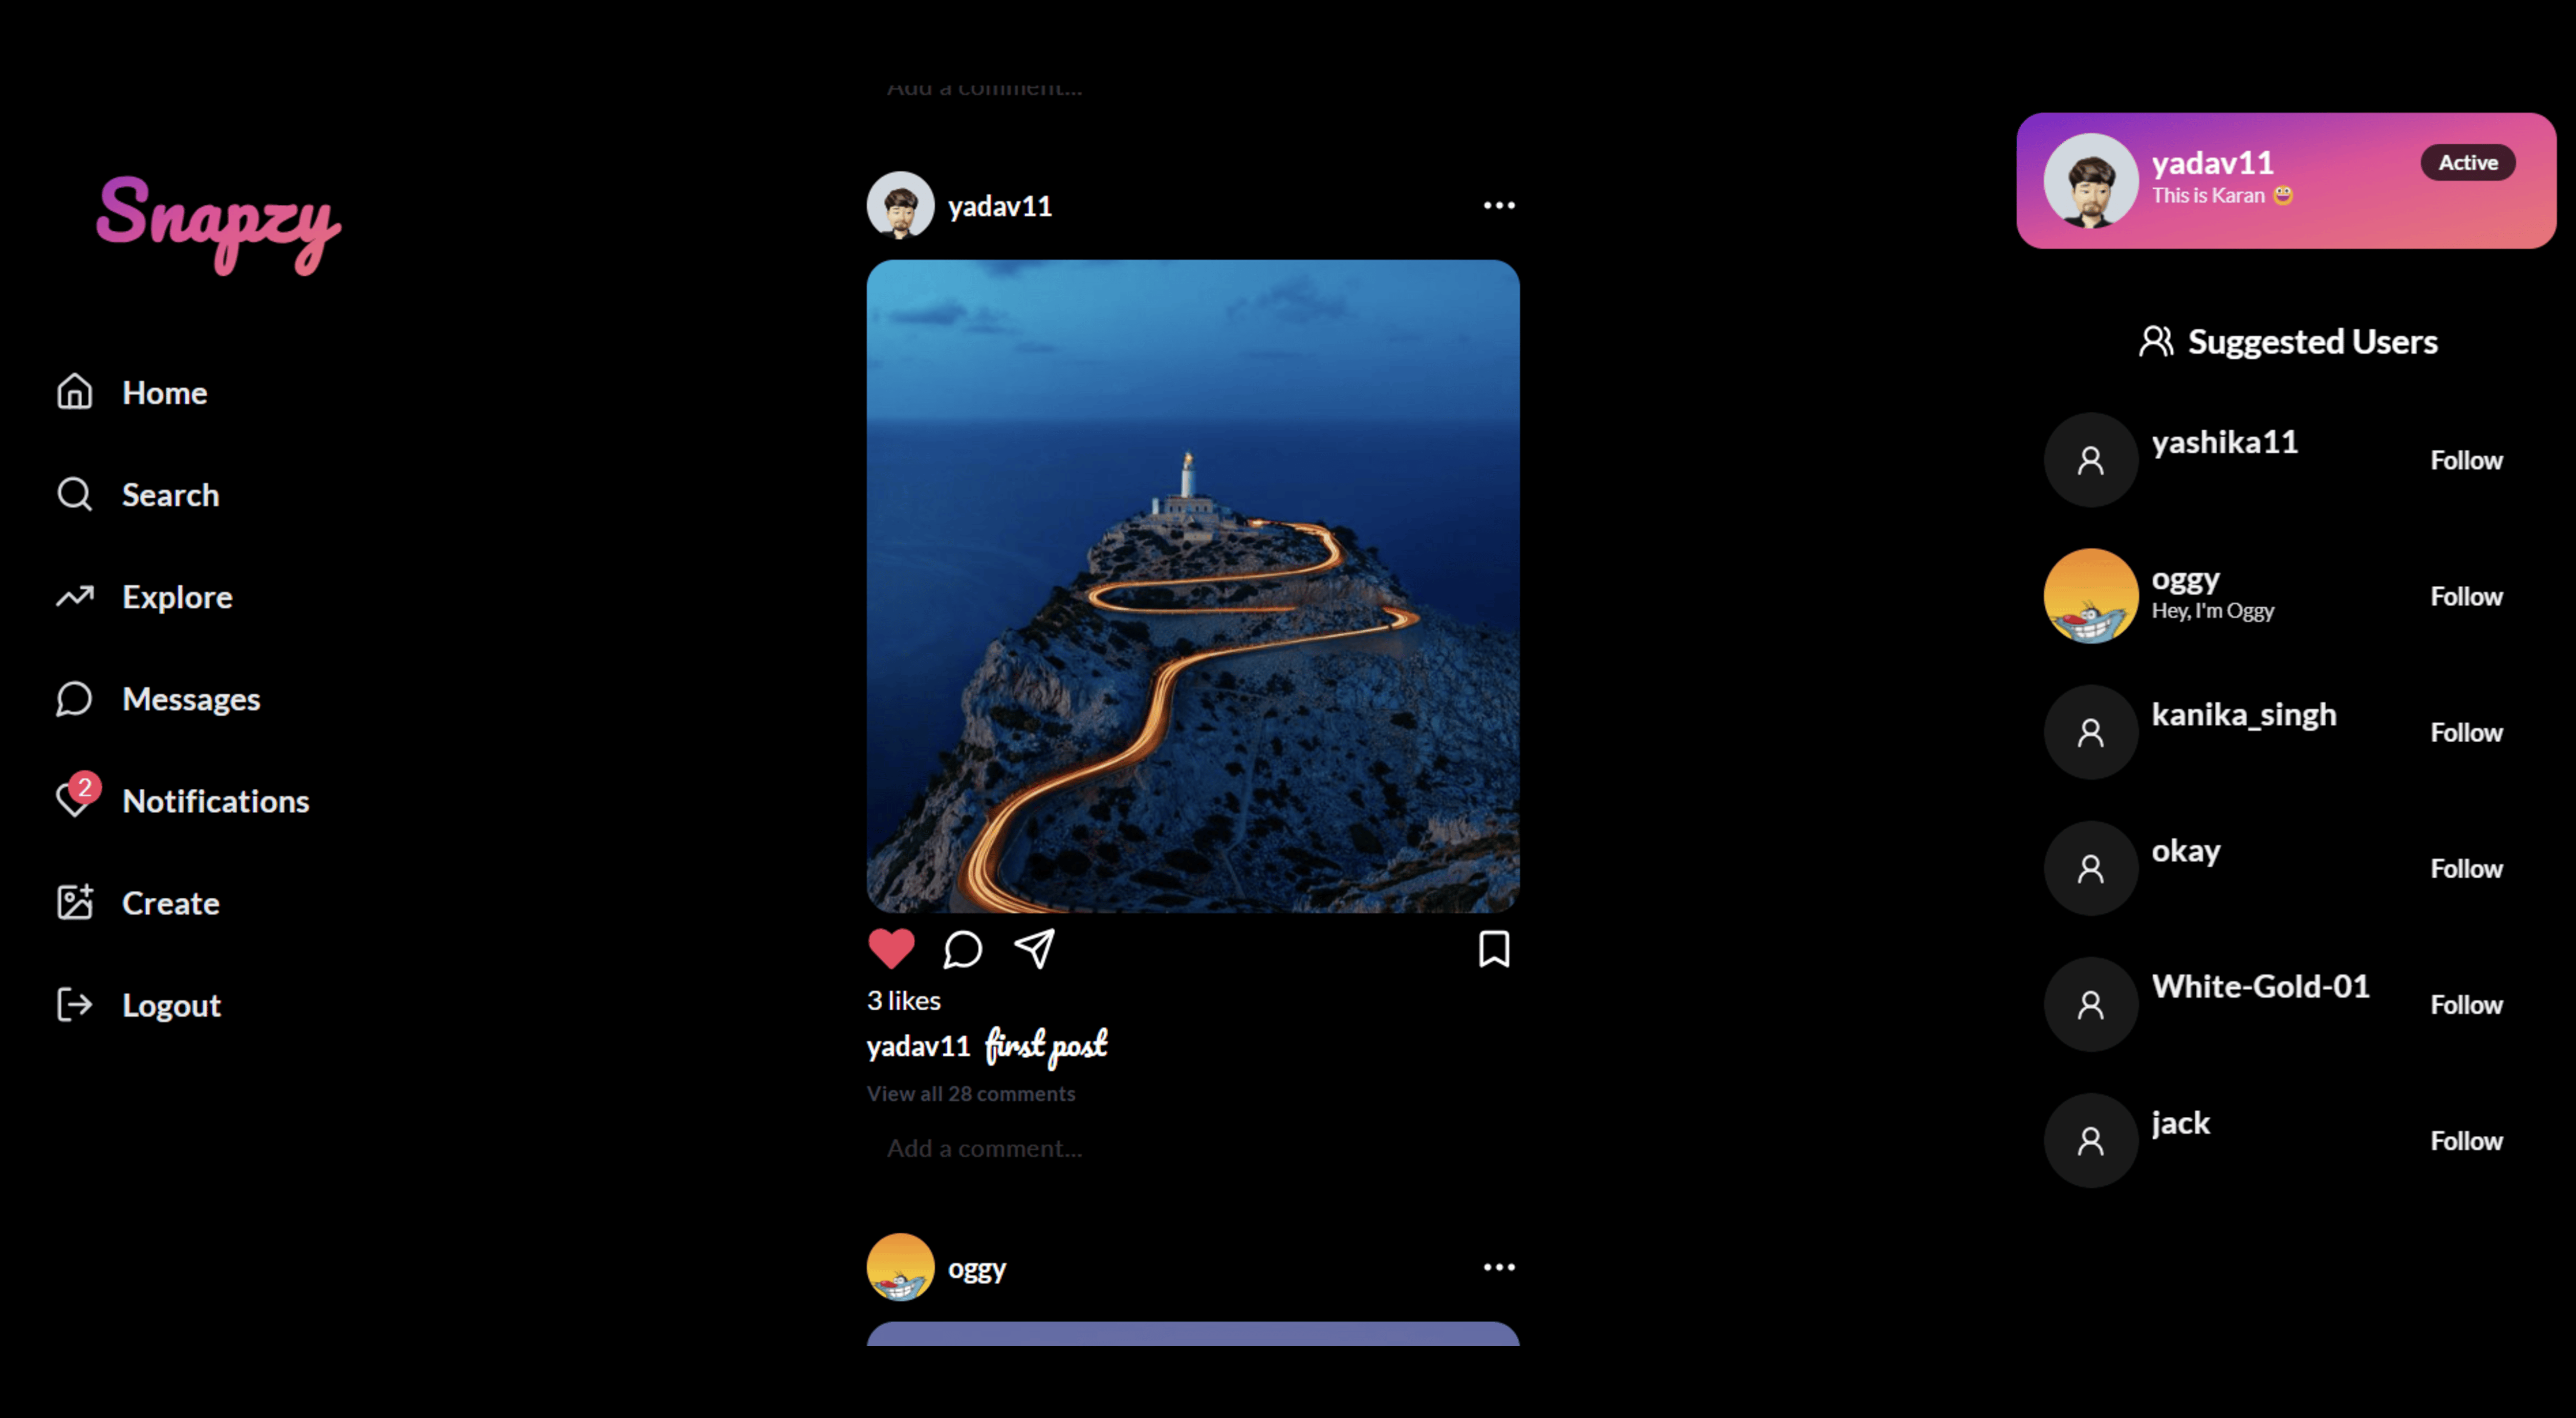 Snapzy
Home
Search
Explore
Messages
2
Notifications
Create
Logout
Add a comment...
yadav11
3 likes
yadav11 first post
View all 28 comments
Add a comment...
oggy
yadav11
This is Karan 😀
Active
Suggested Users
yashika11
Follow
oggy
Hey, I'm Oggy
Follow
kanika_singh
Follow
okay
Follow
White-Gold-01
Follow
jack
Follow